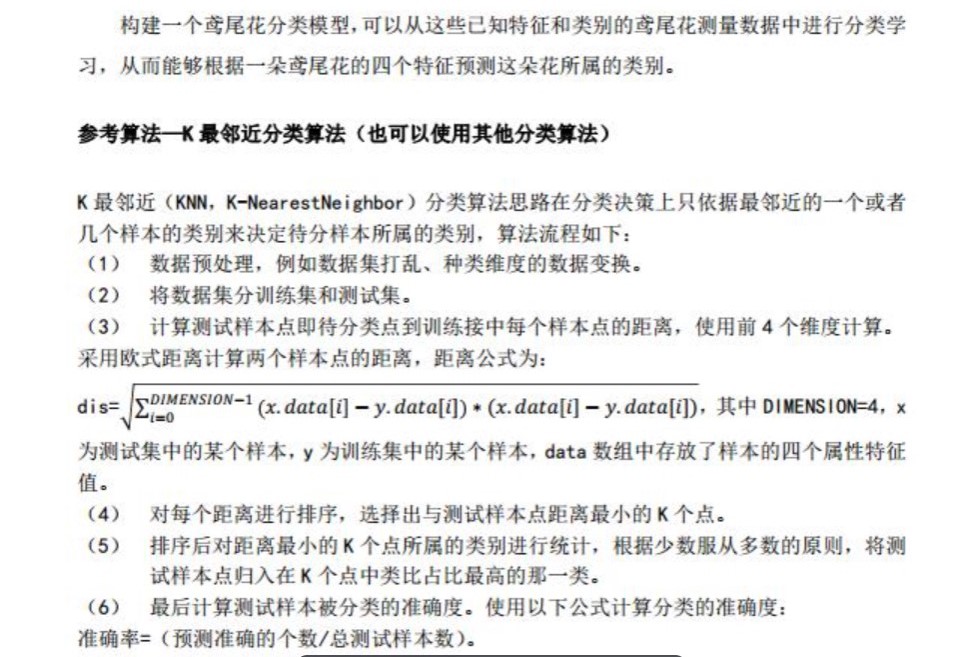 构建一个鸢尾花分类模型,可以从这些已知特征和类别的鸢尾花测量数据中进行分类学
习，从而能够根据一朵鸢尾花的四个特征预测这朵花所属的类别。
参考算法—K 最邻近分类算法（也可以使用其他分类算法）
K 最邻近（KNN，K-NearestNeighbor）分类算法思路在分类决策上只依据最邻近的一个或者
几个样本的类别来决定待分样本所属的类别，算法流程如下：
（1） 数据预处理，例如数据集打乱、种类维度的数据变换。
（2） 将数据集分训练集和测试集。
（3） 计算测试样本点即待分类点到训练接中每个样本点的距离，使用前 4 个维度计算。
采用欧式距离计算两个样本点的距离，距离公式为：
dis=√∑_{i=0}^{DIMENSION−1}(x.data[i] − y.data[i]) ∗ (x.data[i] − y.data[i])，其中 DIMENSION=4，x
为测试集中的某个样本，y 为训练集中的某个样本，data 数组中存放了样本的四个属性特征
值。
（4） 对每个距离进行排序，选择出与测试样本点距离最小的 K 个点。
（5） 排序后对距离最小的 K 个点所属的类别进行统计，根据少数服从多数的原则，将测
试样本点归入在 K 个点中类比占比最高的那一类。
（6） 最后计算测试样本被分类的准确度。使用以下公式计算分类的准确度：
准确率=（预测准确的个数/总测试样本数）。